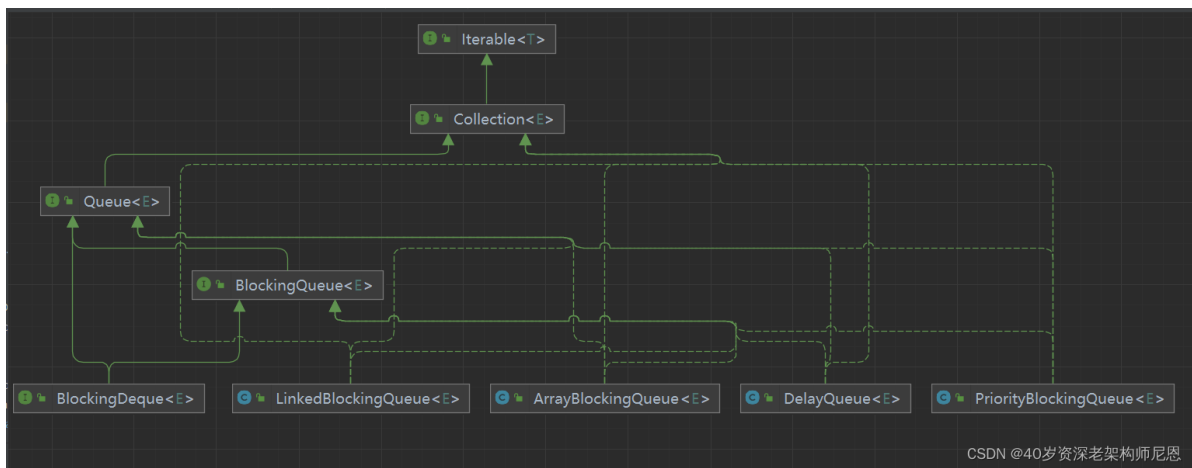 Iterable<T>
Collection<E>
Queue<E>
BlockingQueue<E>
BlockingDeque<E>
LinkedBlockingQueue<E>
ArrayBlockingQueue<E>
DelayQueue<E>
PriorityBlockingQueue<E>
CSDN @40岁资深老架构师尼恩